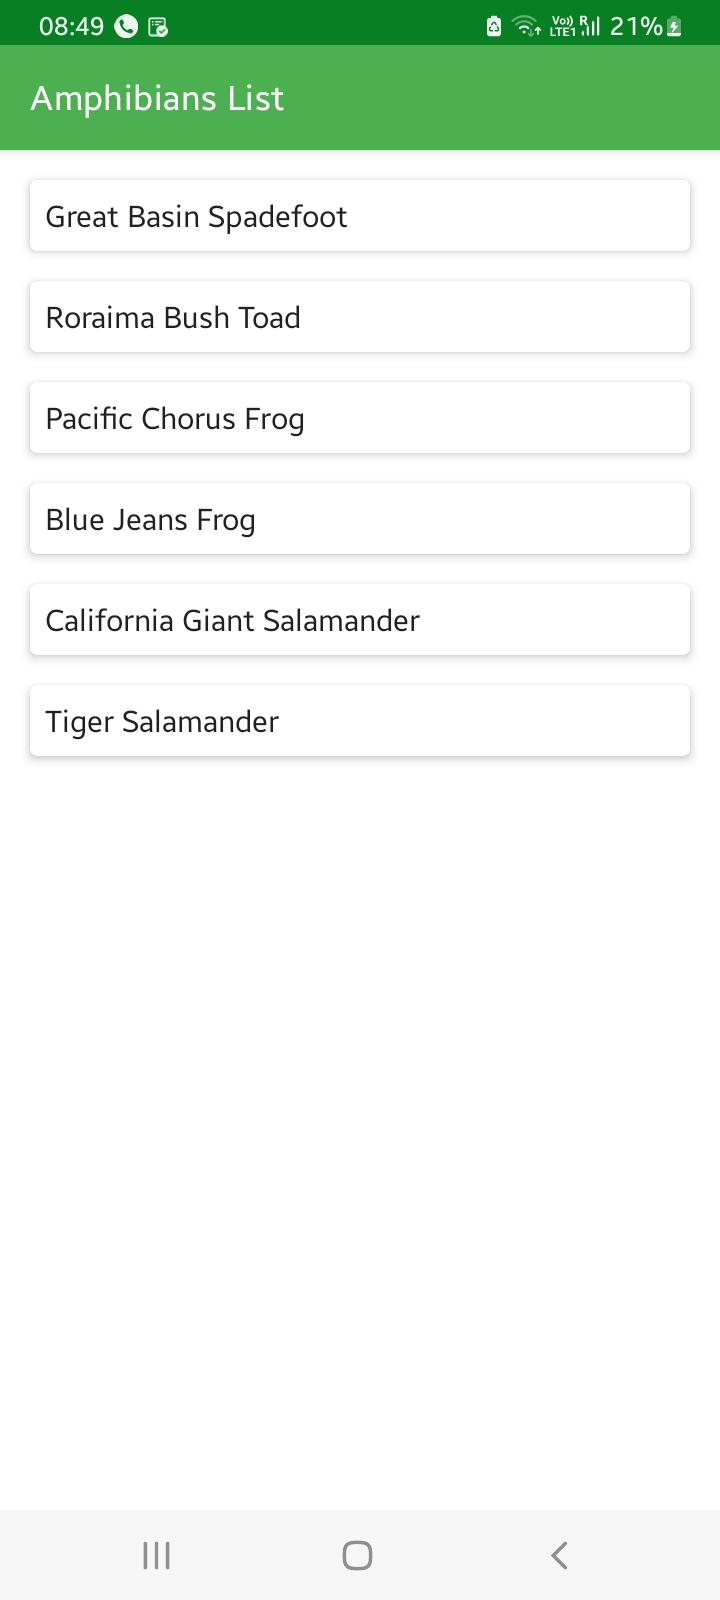 08:49 Vo)) LTE1 R 21%
Amphibians List
Great Basin Spadefoot
Roraima Bush Toad
Pacific Chorus Frog
Blue Jeans Frog
California Giant Salamander
Tiger Salamander